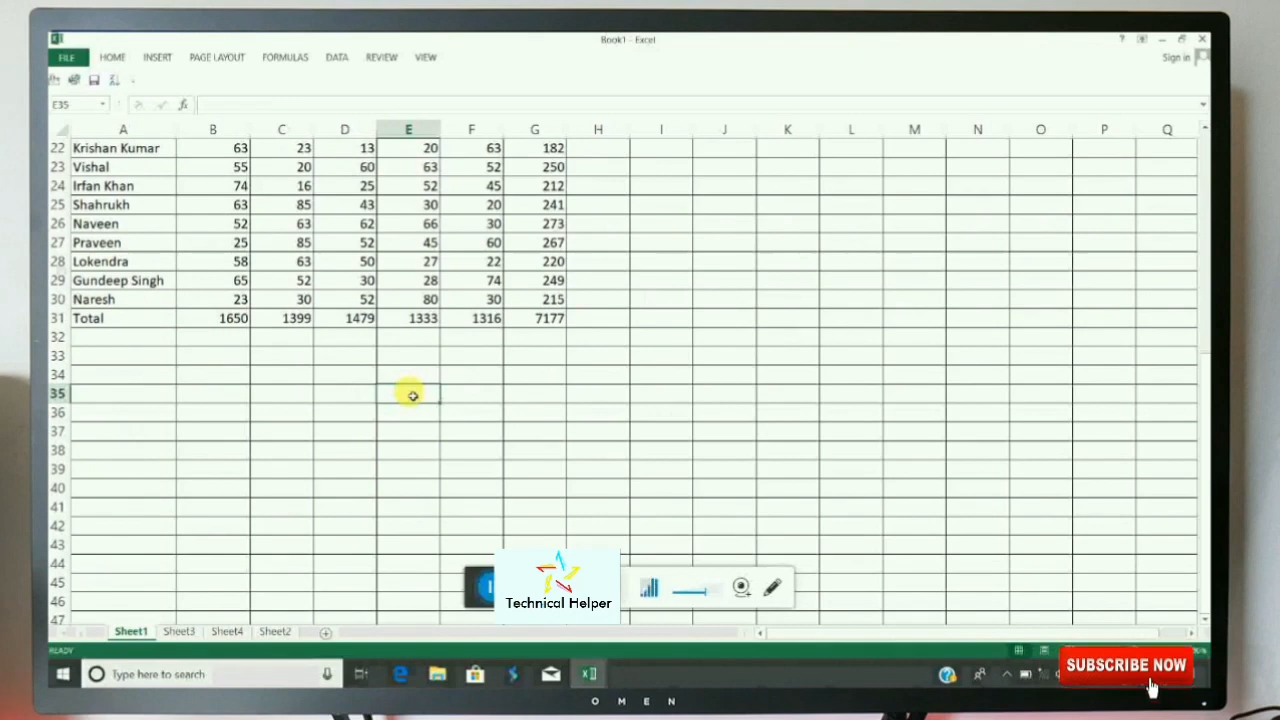 Book1 - Excel
? 
Sign in
FILE HOME INSERT PAGE LAYOUT FORMULAS DATA REVIEW VIEW
E35 fx
A B C D E F G H I J K L M N O P Q
22 Krishan Kumar 63 23 13 20 63 182
23 Vishal 55 20 60 63 52 250
24 Irfan Khan 74 16 25 52 45 212
25 Shahrukh 63 85 43 30 20 241
26 Naveen 52 63 62 66 30 273
27 Praveen 25 85 52 45 60 267
28 Lokendra 58 63 50 27 22 220
29 Gundeep Singh 65 52 30 28 74 249
30 Naresh 23 30 52 80 30 215
31 Total 1650 1399 1479 1333 1316 7177
32
33
34
35
36
37
38
39
40
41
42
43
44
45
46
47
Technical Helper
Sheet1 Sheet3 Sheet4 Sheet2
READY
Type here to search
SUBSCRIBE NOW
OMEN